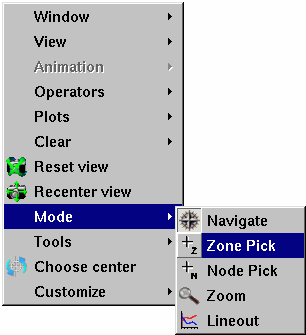 Window
View
Animation
Operators
Plots
Clear
Reset view
Recenter view
Mode
Tools
Choose center
Customize
Navigate
Z
Zone Pick
N
Node Pick
Zoom
Lineout